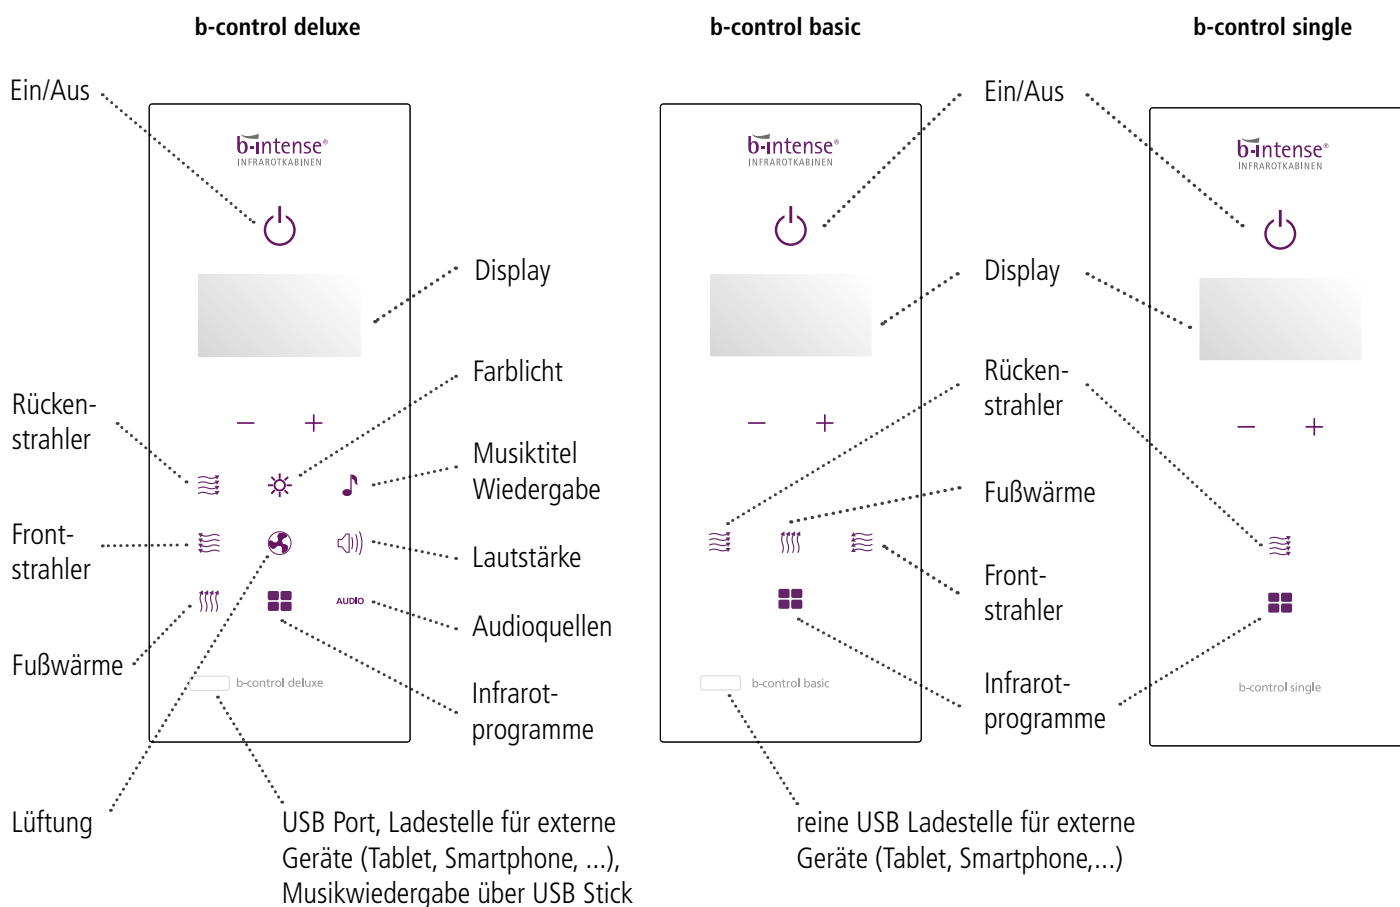 b-control deluxe
b-control basic
b-control single
Ein/Aus
b-intense®
INFRAROTKABINEN
Display
Farblicht
Rücken-
strahler
Musiktitel
Wiedergabe
Front-
strahler
Lautstärke
AUDIO
Audioquellen
Fußwärme
b-control deluxe
Infrarot-
programme
Lüftung
USB Port, Ladestelle für externe
Geräte (Tablet, Smartphone, ...),
Musikwiedergabe über USB Stick
b-intense®
INFRAROTKABINEN
Ein/Aus
Display
Rücken-
strahler
Fußwärme
Front-
strahler
Infrarot-
programme
b-control basic
reine USB Ladestelle für externe
Geräte (Tablet, Smartphone,...)
b-intense®
INFRAROTKABINEN
b-control single